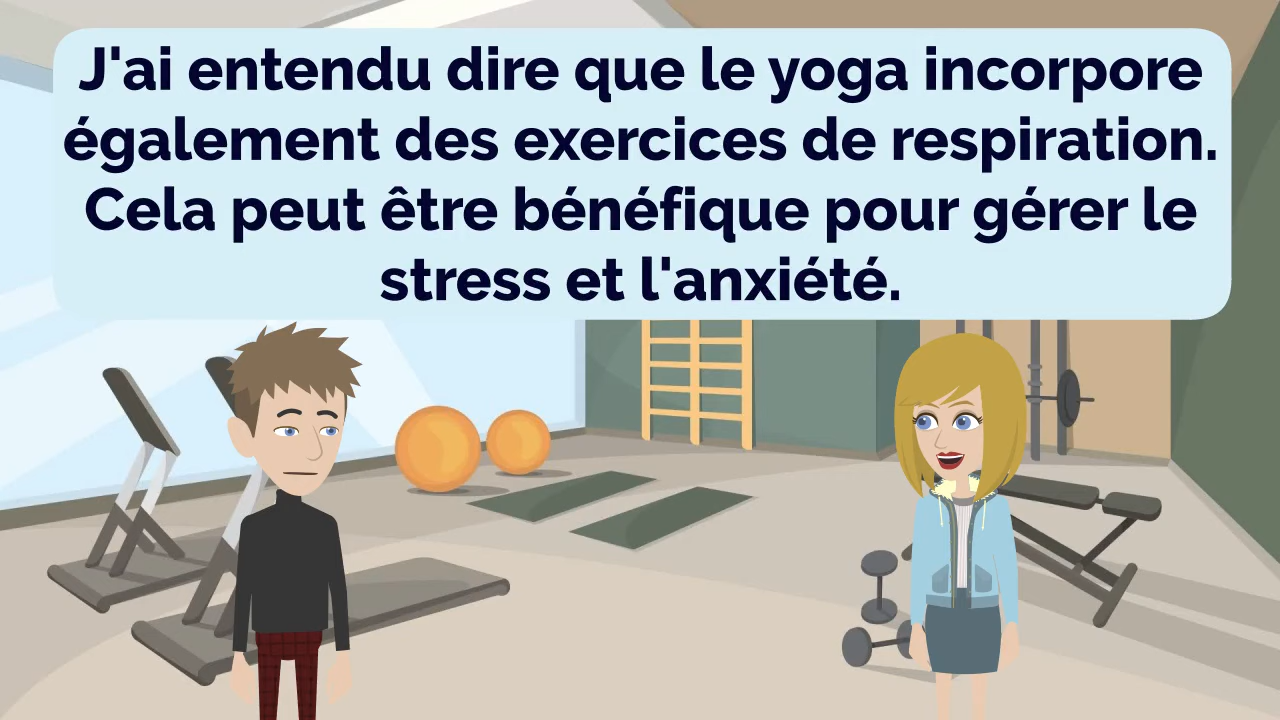 J'ai entendu dire que le yoga incorpore
également des exercices de respiration.
Cela peut être bénéfique pour gérer le
stress et l'anxiété.